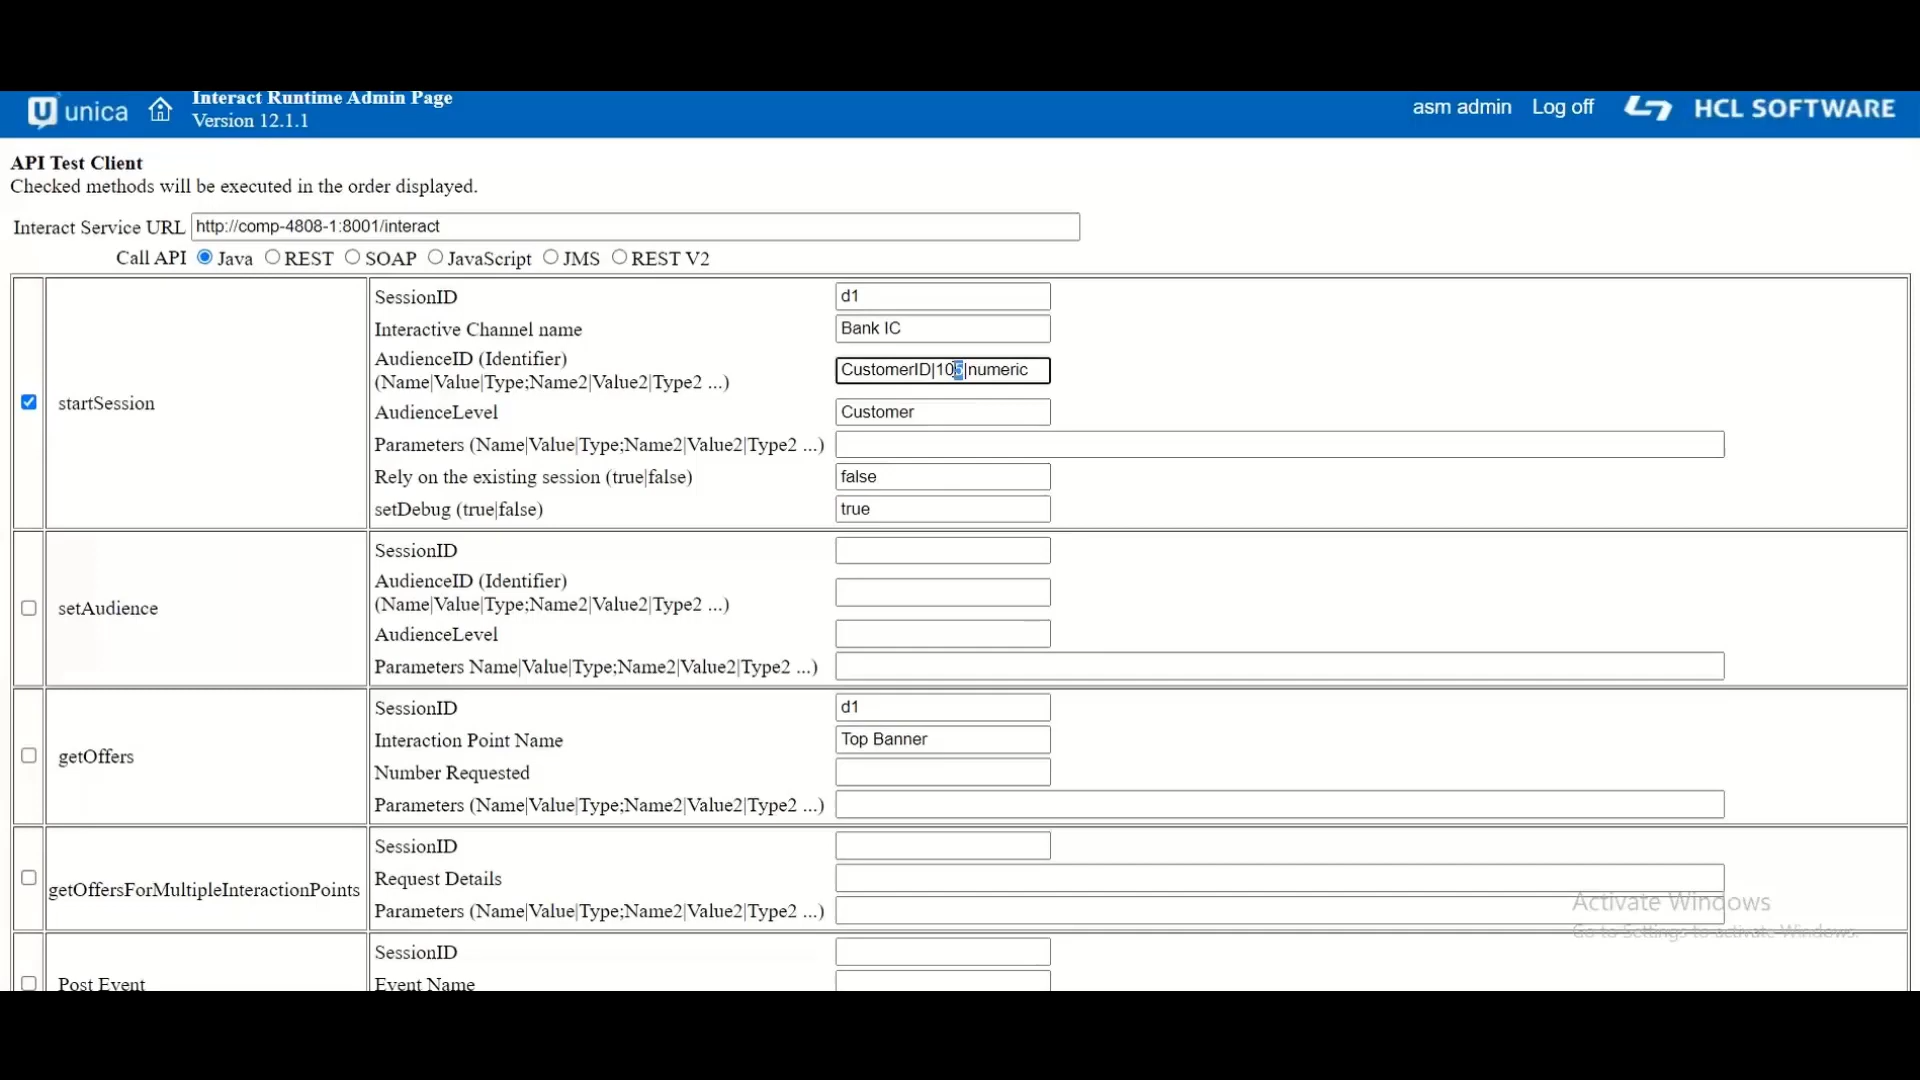 unica
Interact Runtime Admin Page
Version 12.1.1
asm admin
Log off
HCL SOFTWARE
API Test Client
Checked methods will be executed in the order displayed.
Interact Service URL http://comp-4808-1:8001/interact
Call API Java REST SOAP JavaScript JMS REST V2
startSession
SessionID d1
Interactive Channel name Bank IC
AudienceID (Identifier)
(Name|Value|Type;Name2|Value2|Type2 ...) CustomerID|105|numeric
AudienceLevel Customer
Parameters (Name|Value|Type;Name2|Value2|Type2 ...)
Rely on the existing session (true|false) false
setDebug (true|false) true
setAudience
SessionID
AudienceID (Identifier)
(Name|Value|Type;Name2|Value2|Type2 ...)
AudienceLevel
Parameters Name|Value|Type;Name2|Value2|Type2 ...)
getOffers
SessionID d1
Interaction Point Name Top Banner
Number Requested
Parameters (Name|Value|Type;Name2|Value2|Type2 ...)
getOffersForMultipleInteractionPoints
SessionID
Request Details
Parameters (Name|Value|Type;Name2|Value2|Type2 ...)
Activate Windows
Go to Settings to activate Windows.
Post Event
SessionID
Event Name